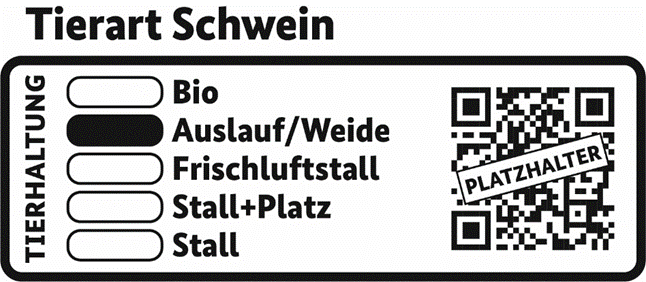 Tierart Schwein
TIERHALTUNG
Bio
Auslauf/Weide
Frischluftstall
Stall+Platz
Stall
PLATZHALTER